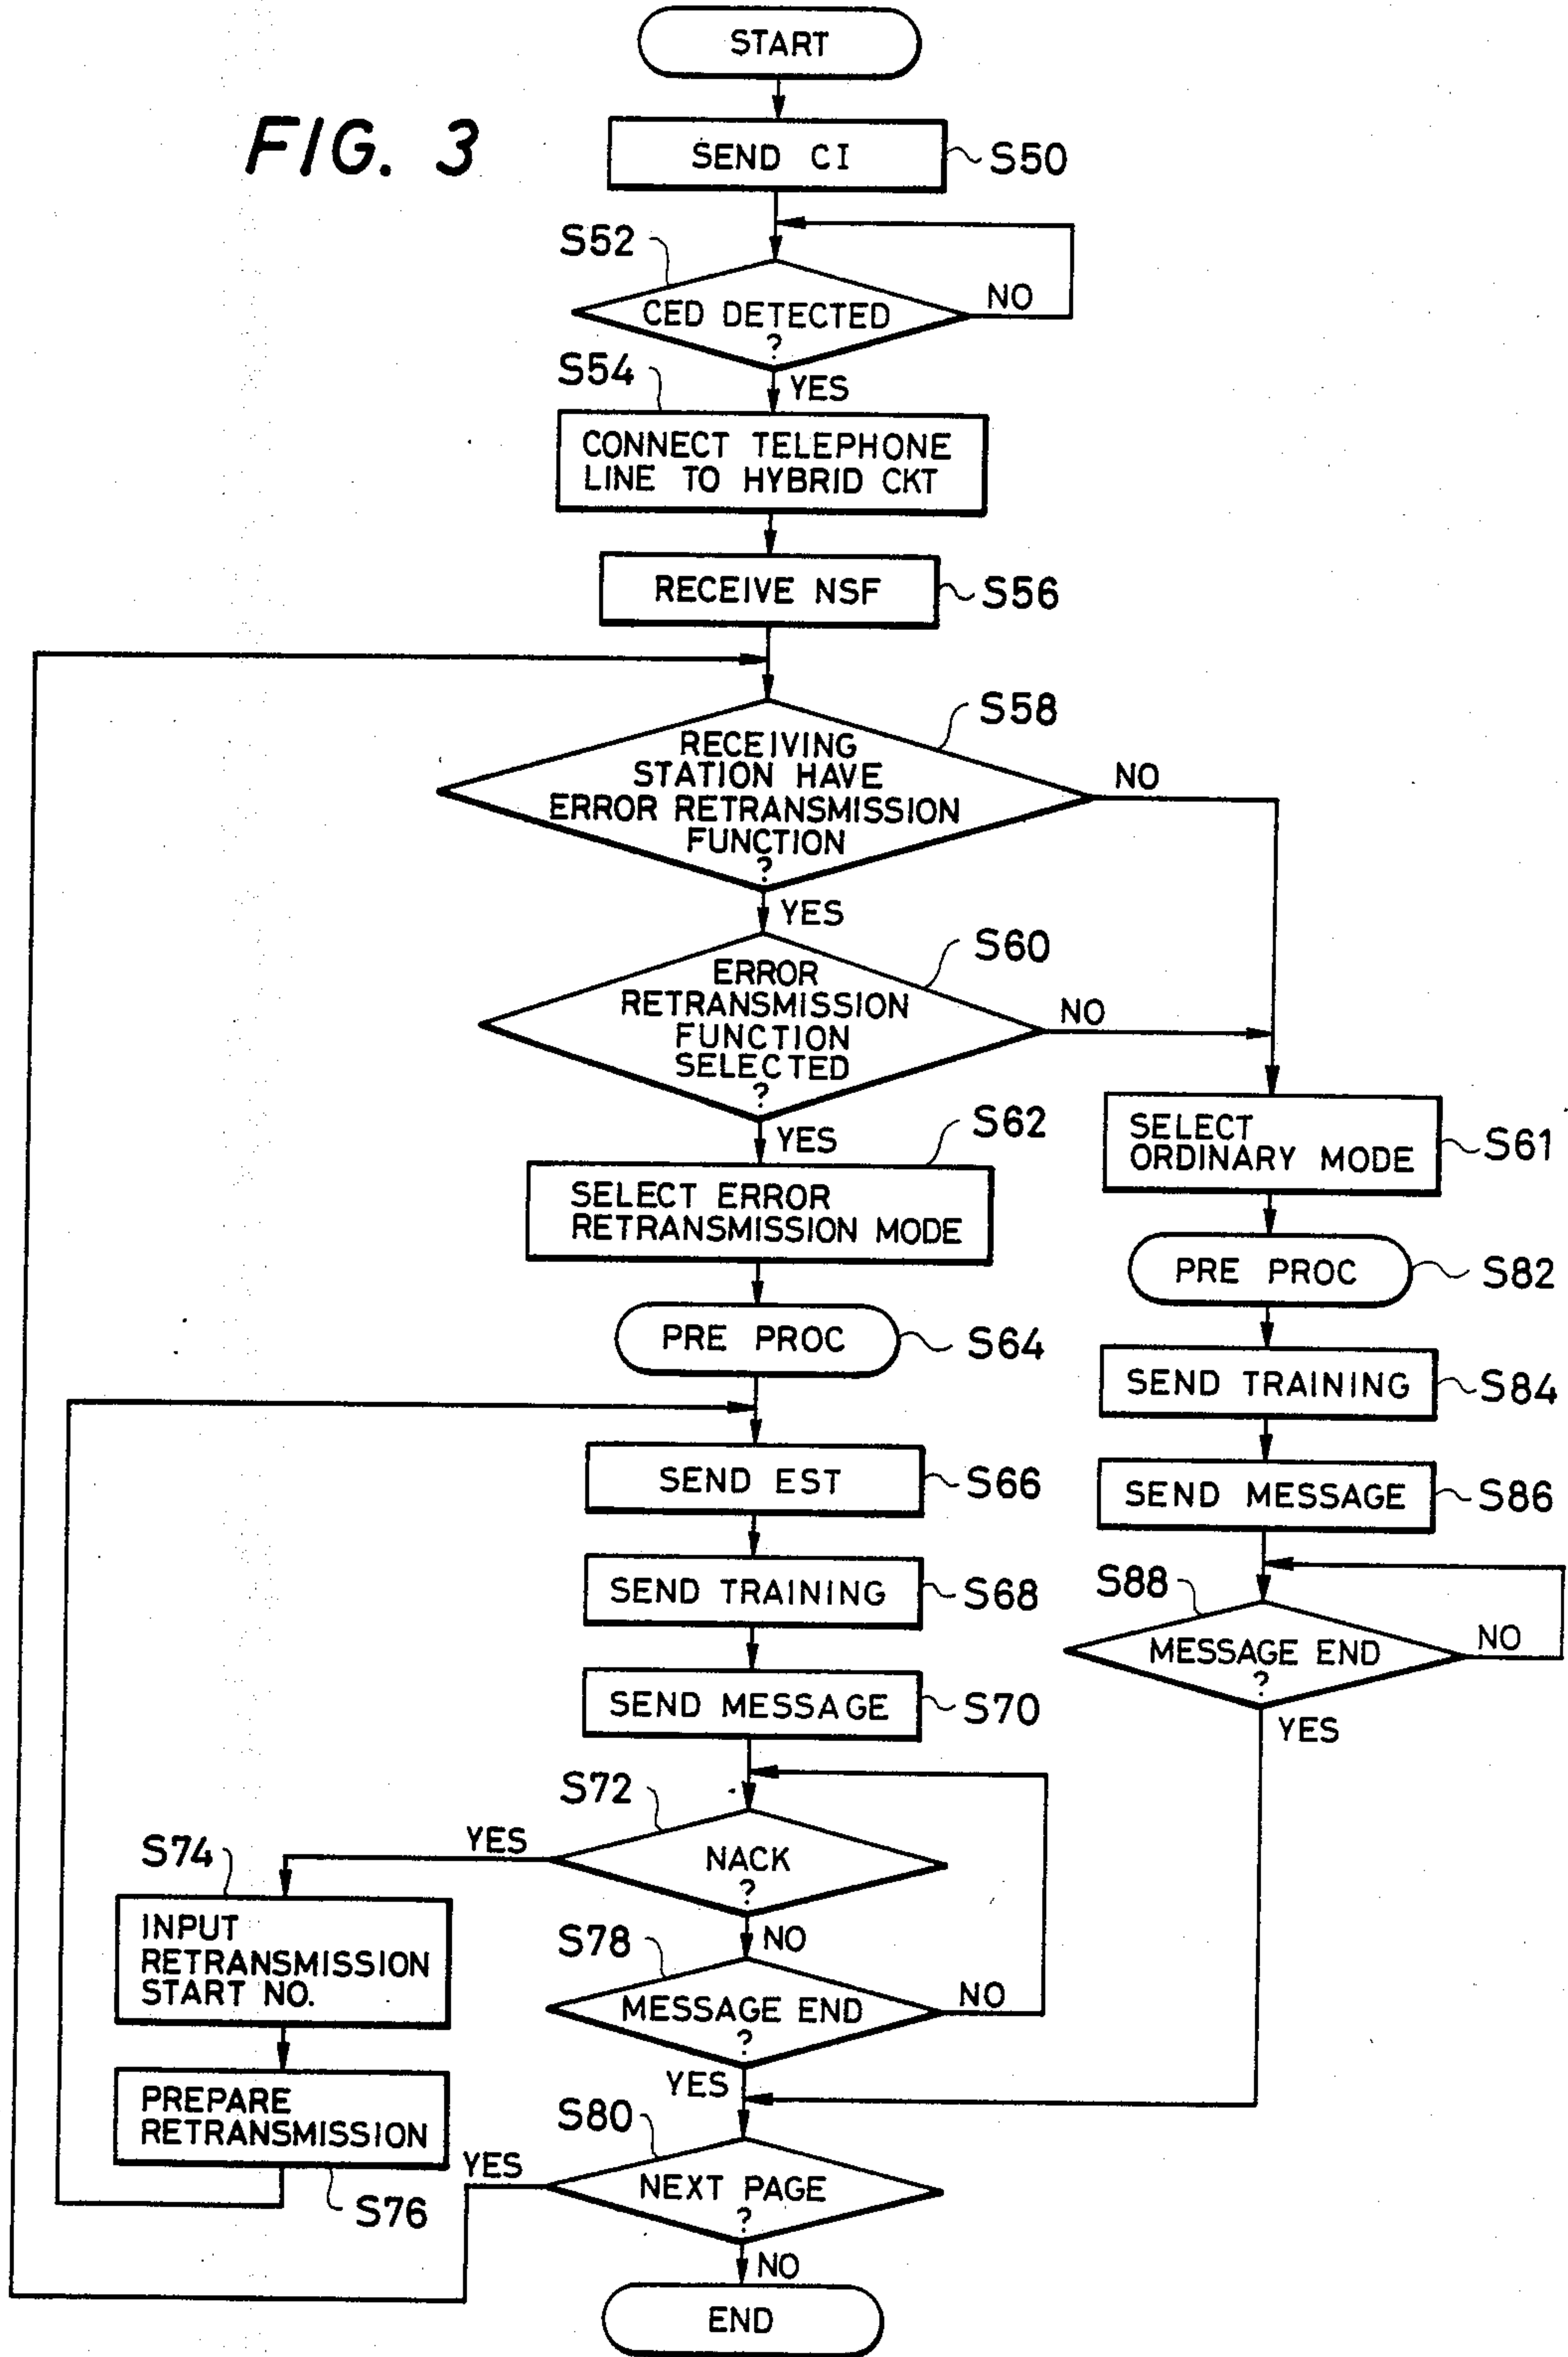 START
FIG. 3
SEND CI
S50
S52
CED DETECTED
?
NO
YES
S54
CONNECT TELEPHONE
LINE TO HYBRID CKT
RECEIVE NSF
S56
S58
RECEIVING
STATION HAVE
ERROR RETRANSMISSION
FUNCTION
?
NO
YES
S60
ERROR
RETRANSMISSION
FUNCTION
SELECTED
?
NO
YES
S62
SELECT ERROR
RETRANSMISSION MODE
SELECT
ORDINARY MODE
S61
PRE PROC
S82
PRE PROC
S64
SEND TRAINING
S84
SEND EST
S66
SEND MESSAGE
S86
SEND TRAINING
S68
S88
MESSAGE END
?
NO
YES
SEND MESSAGE
S70
S72
NACK
?
YES
NO
S74
INPUT
RETRANSMISSION
START NO.
S78
MESSAGE END
?
NO
YES
PREPARE
RETRANSMISSION
S76
S80
NEXT PAGE
?
YES
NO
END